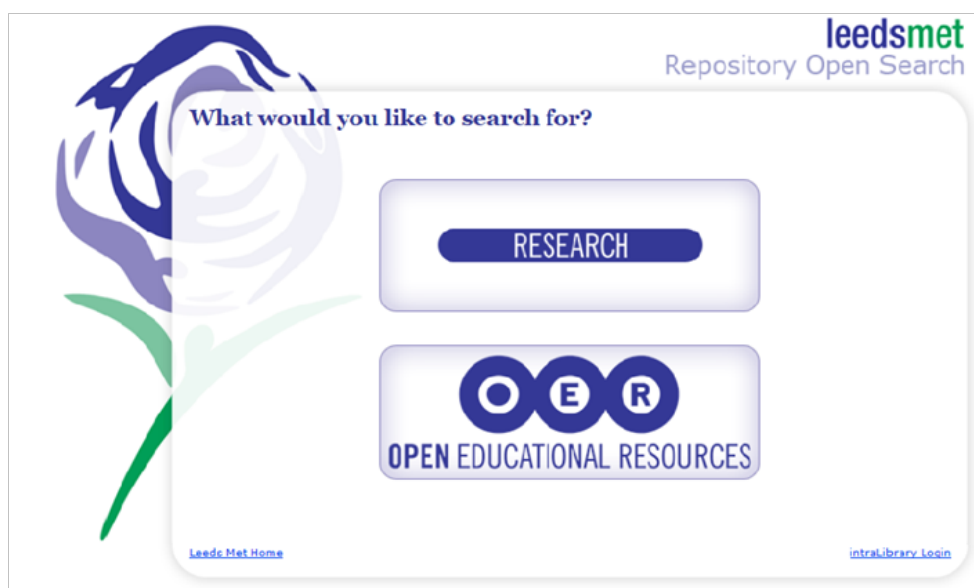 leedsmet
Repository Open Search
What would you like to search for?
RESEARCH
OER
OPEN EDUCATIONAL RESOURCES
Leeds Met Home
intraLibrary Login